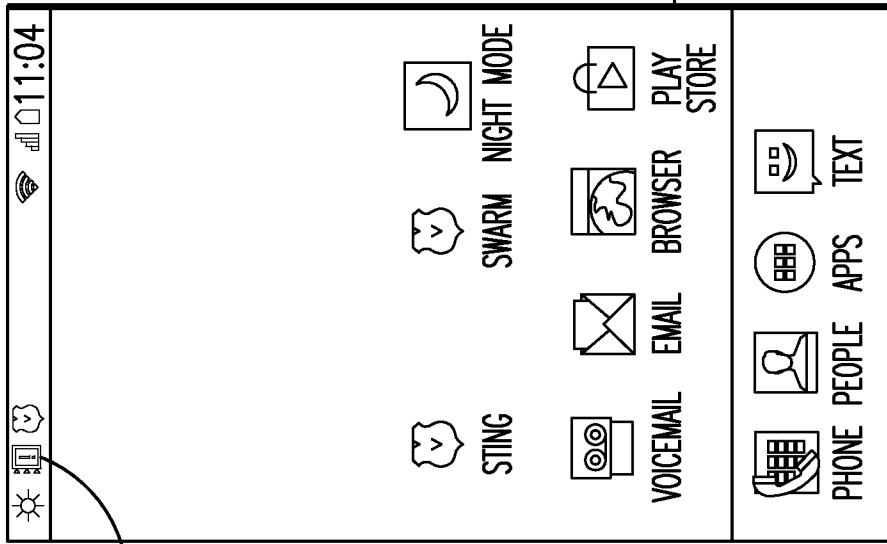 11:04
STING
SWARM
NIGHT MODE
VOICEMAIL
EMAIL
BROWSER
PLAY
STORE
PHONE
PEOPLE
APPS
TEXT